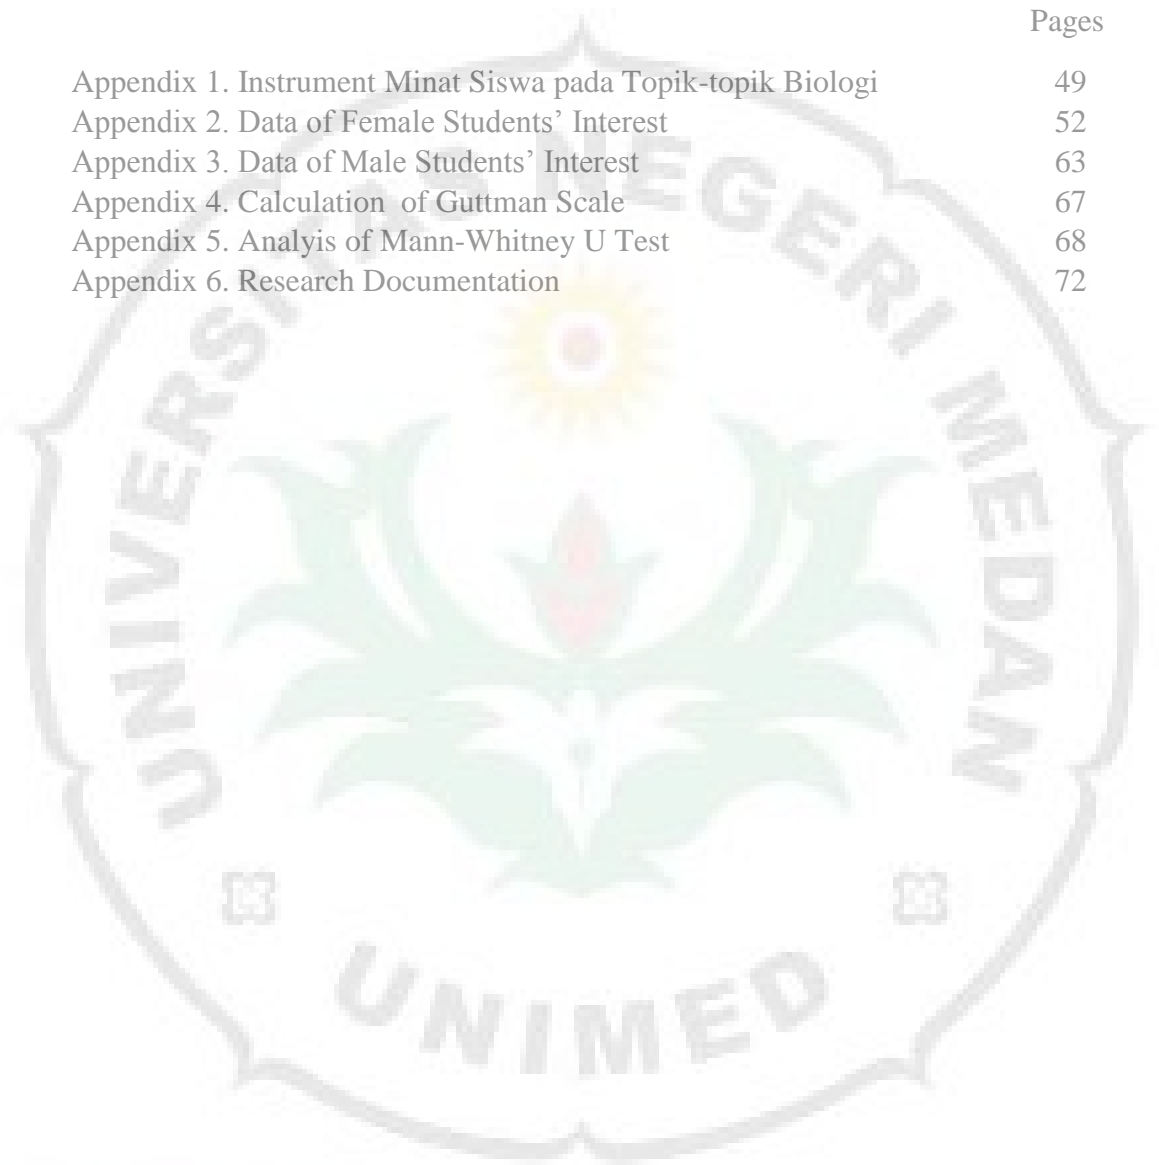 Pages
Appendix 1. Instrument Minat Siswa pada Topik-topik Biologi 49
Appendix 2. Data of Female Students’ Interest 52
Appendix 3. Data of Male Students’ Interest 63
Appendix 4. Calculation of Guttman Scale 67
Appendix 5. Analyis of Mann-Whitney U Test 68
Appendix 6. Research Documentation 72
UNIVERSITAS NEGERI MEDAN
UNIMED